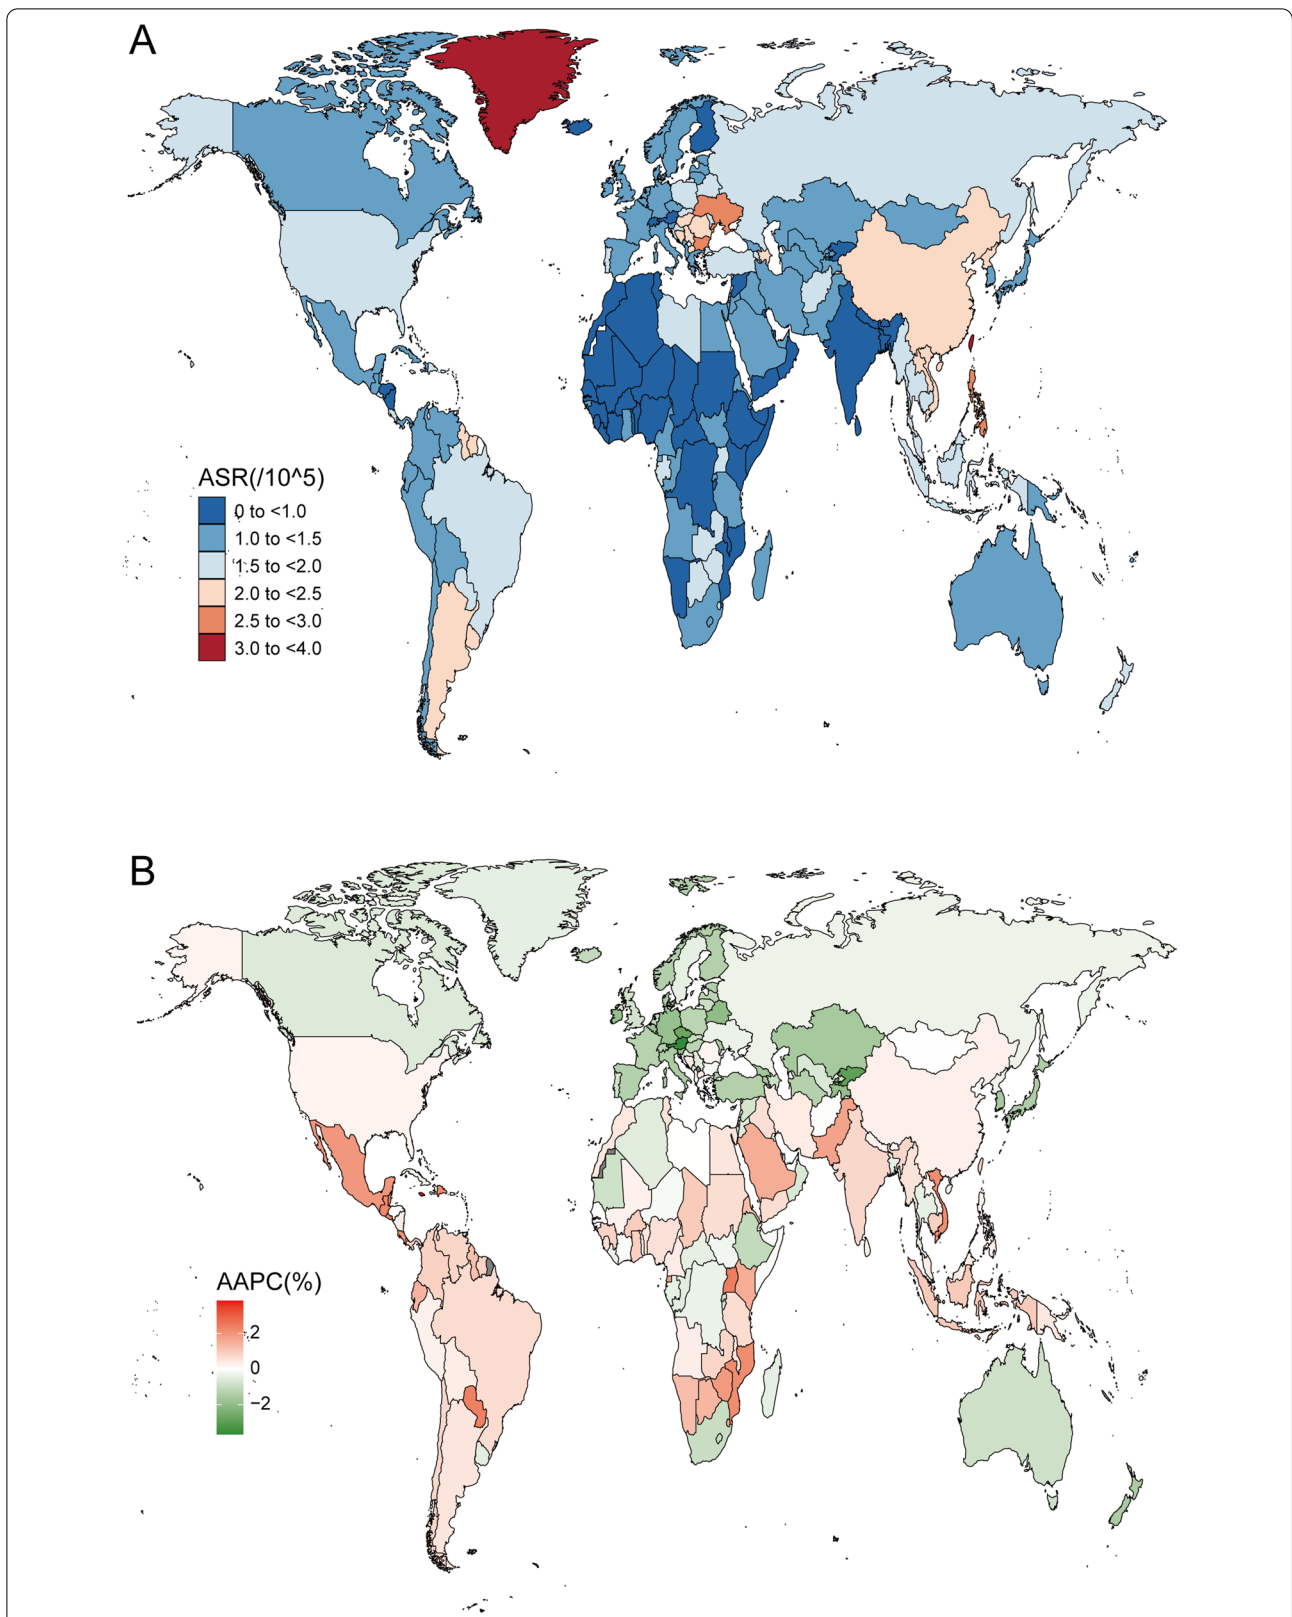 A
ASR(/10^5)
0 to <1.0
1.0 to <1.5
1.5 to <2.0
2.0 to <2.5
2.5 to <3.0
3.0 to <4.0
B
AAPC(%)
2
0
−2